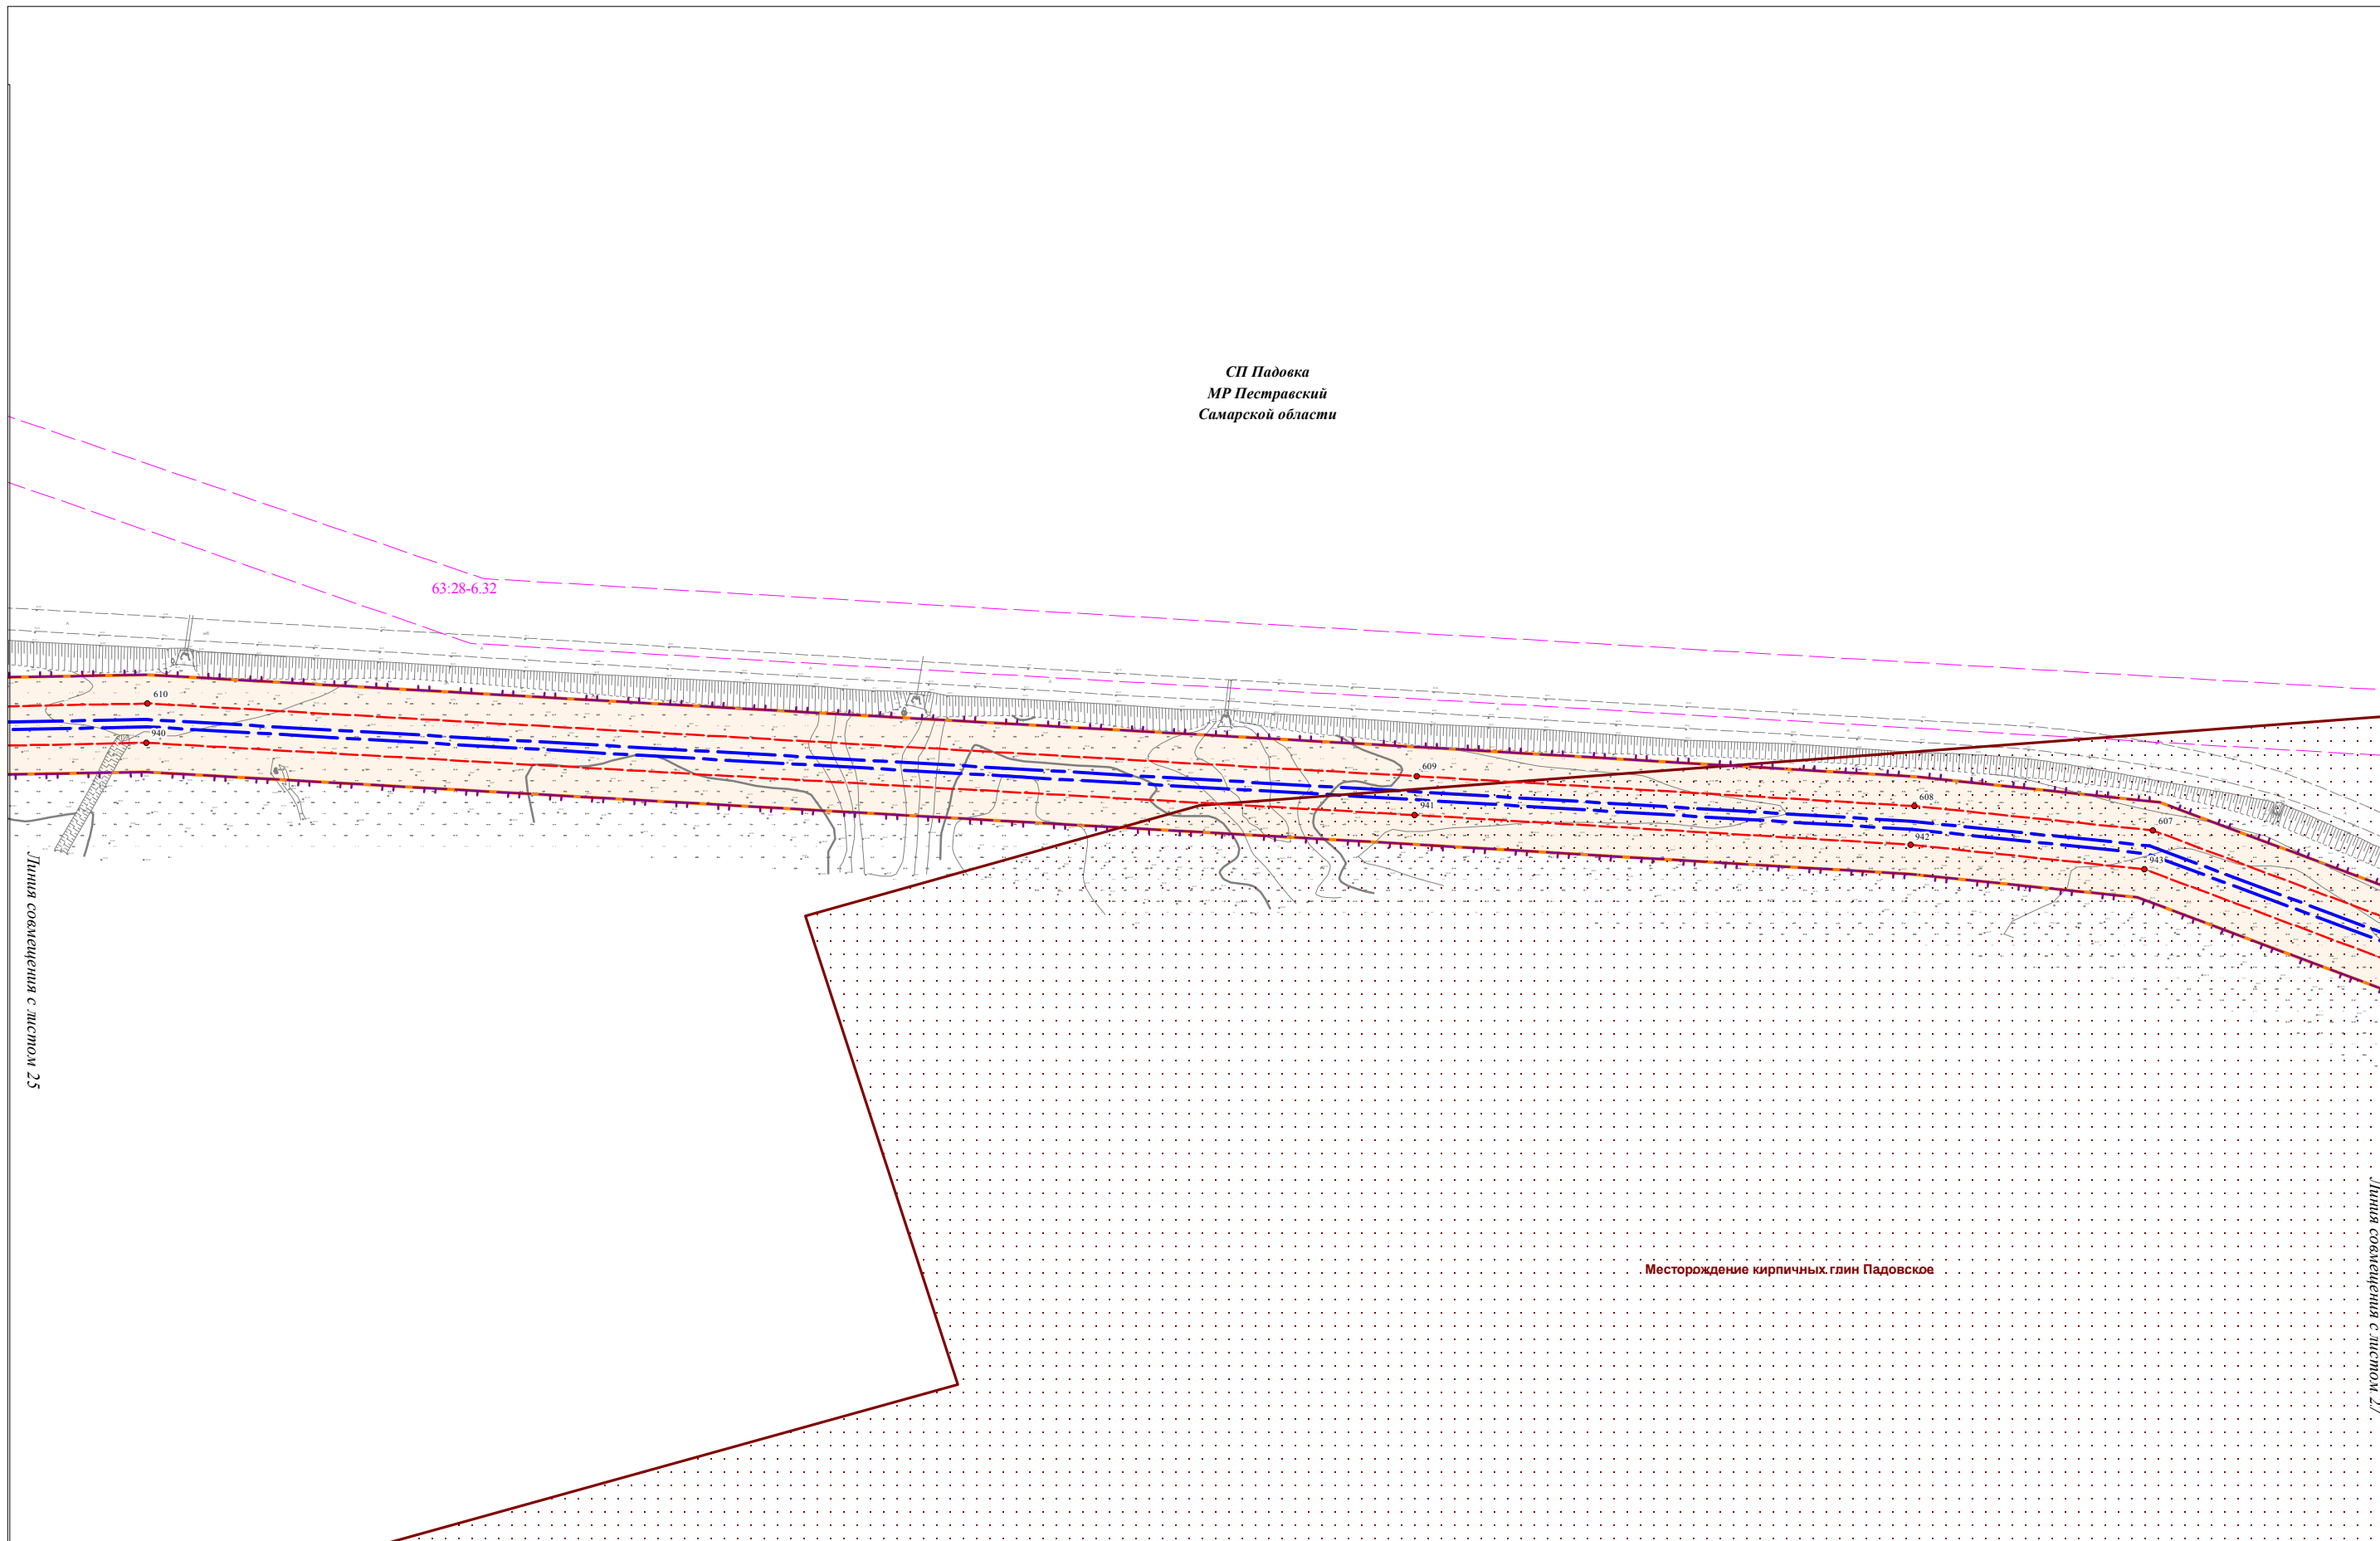 СП Падовка
МР Пестравский
Самарской области
63:28-6.32
610
940
609
941
608
942
607
943
Линия совмещения с листом 25
Линия совмещения с листом 27
Месторождение кирпичных глин Падовское